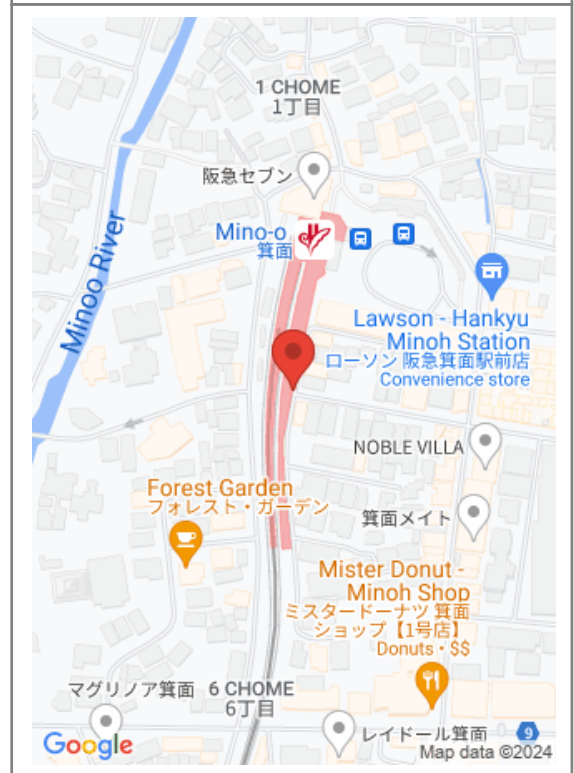 1 CHOME
1丁目
阪急セブン
Mino-o
箕面
Minoo River
Lawson - Hankyu
Minoh Station
ローソン 阪急箕面駅前店
Convenience store
NOBLE VILLA
Forest Garden
フォレスト・ガーデン
箕面メイト
Mister Donut -
Minoh Shop
ミスタードーナツ 箕面
ショップ【1号店】
Donuts • $$
マグリノア箕面
6 CHOME
6丁目
レイドール箕面
9
Google
Map data ©2024